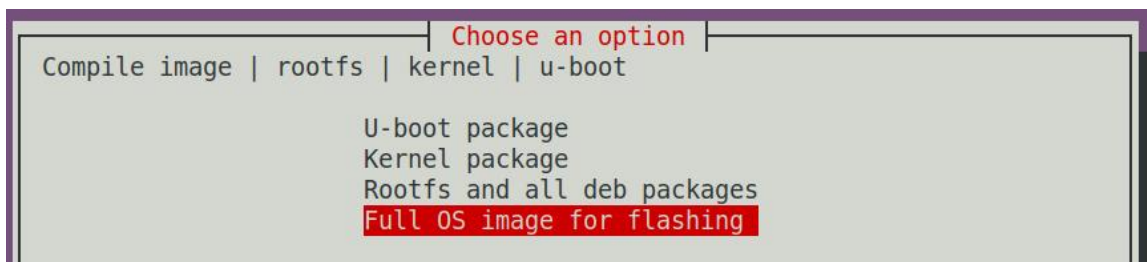 Choose an option
Compile image | rootfs | kernel | u-boot
U-boot package
Kernel package
Rootfs and all deb packages
Full OS image for flashing